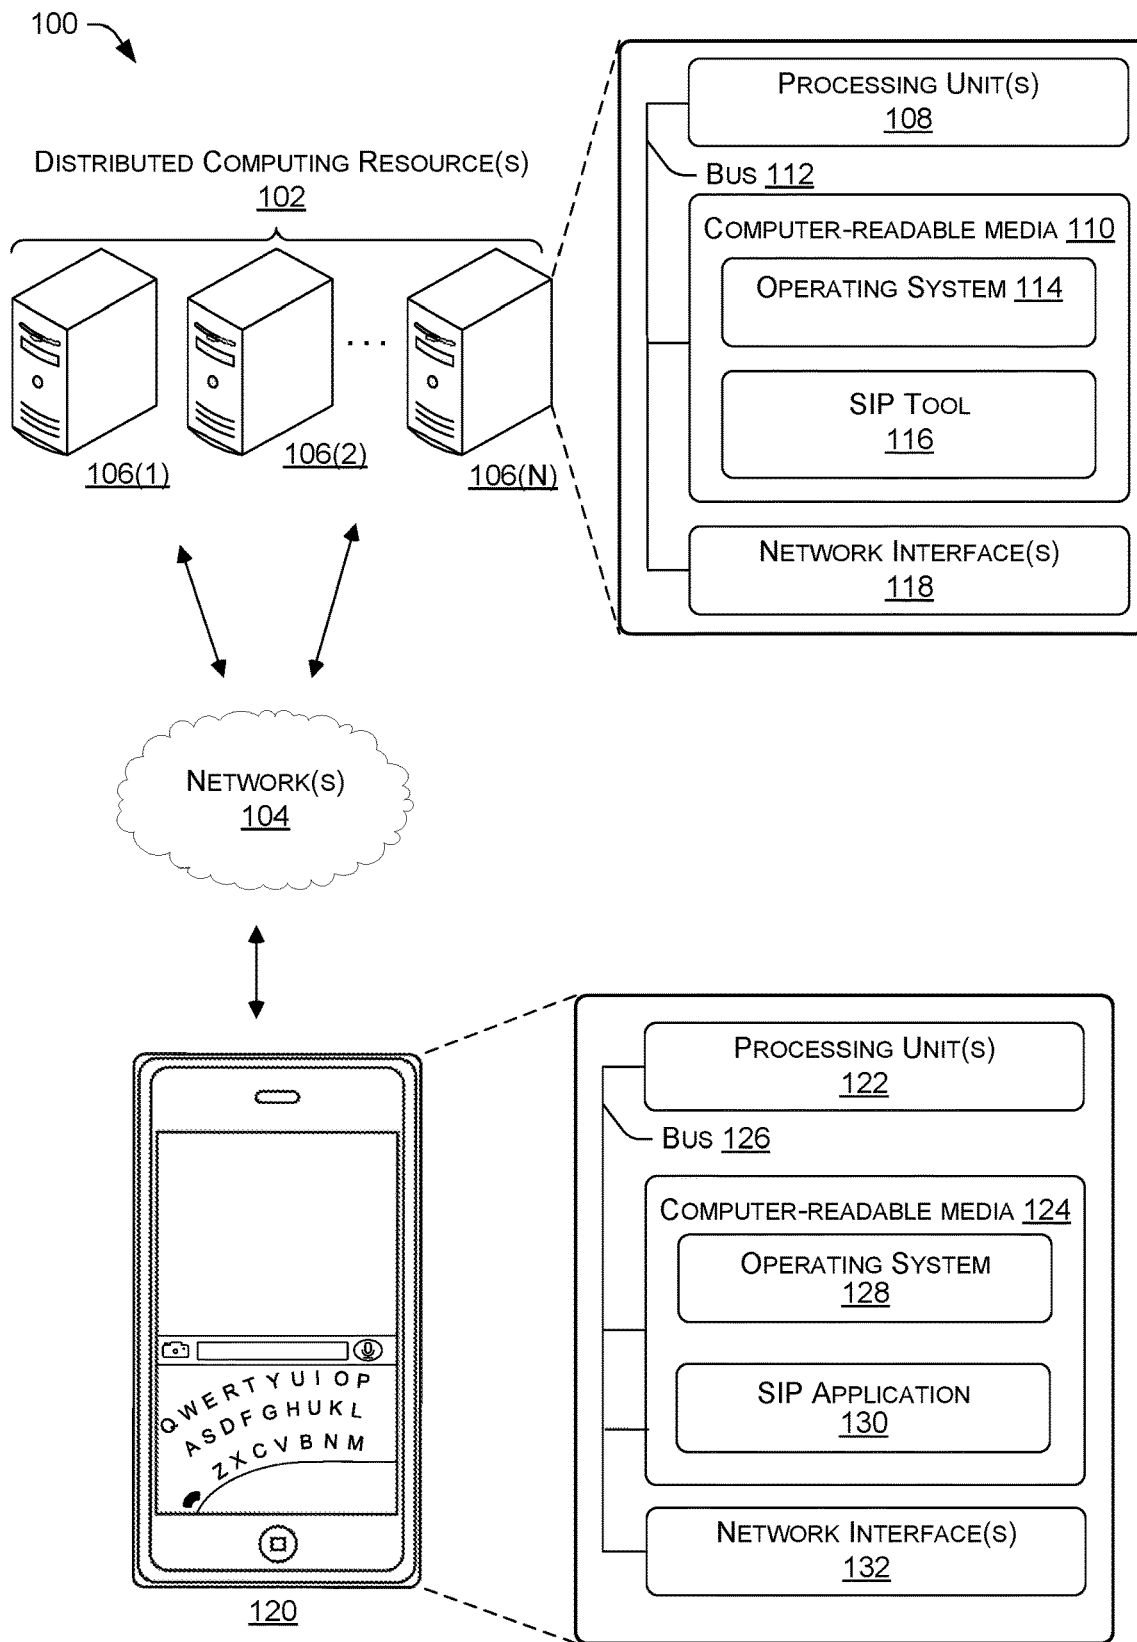 100
DISTRIBUTED COMPUTING RESOURCE(S)
102
106(1)
106(2)
...
106(N)
PROCESSING UNIT(S)
108
BUS 112
COMPUTER-READABLE MEDIA 110
OPERATING SYSTEM 114
SIP TOOL
116
NETWORK INTERFACE(S)
118
NETWORK(S)
104
QWERTYUIOP
ASDFGHUKL
ZXCVBNM
120
PROCESSING UNIT(S)
122
BUS 126
COMPUTER-READABLE MEDIA 124
OPERATING SYSTEM
128
SIP APPLICATION
130
NETWORK INTERFACE(S)
132